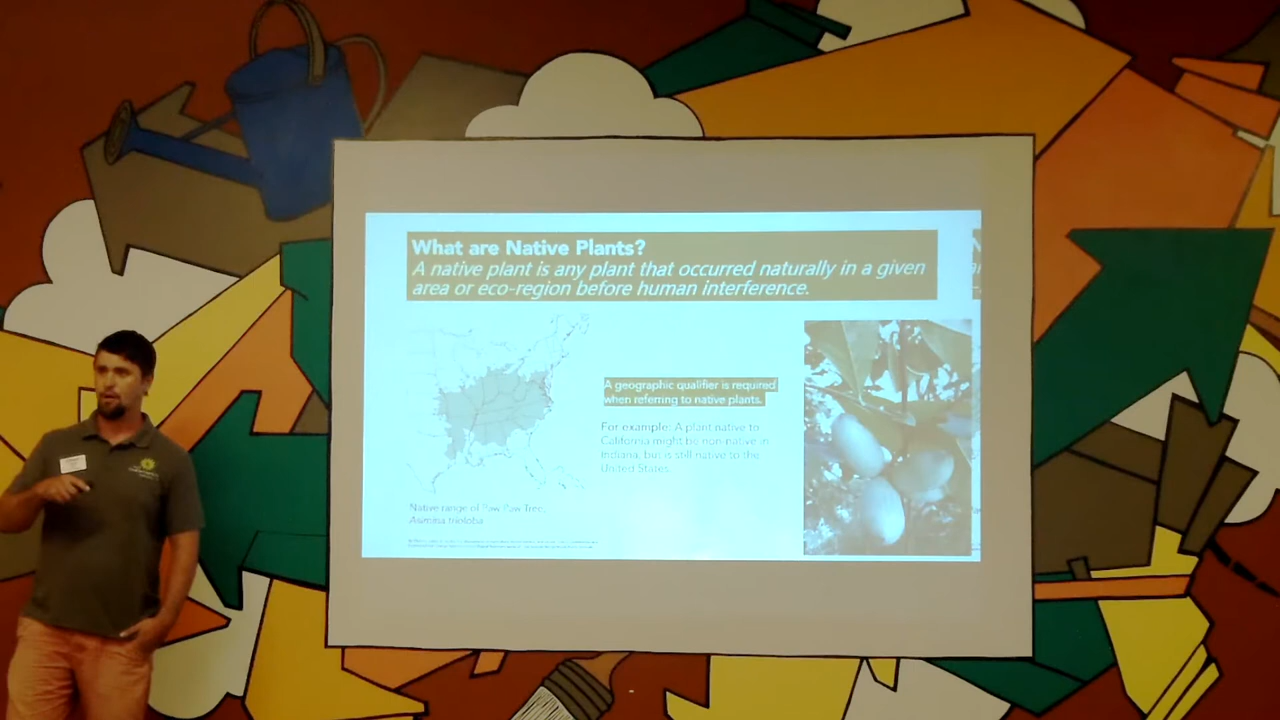 What are Native Plants?
A native plant is any plant that occurred naturally in a given
area or eco-region before human interference.
A geographic qualifier is required
when referring to native plants.
For example: A plant native to
California might be non-native in
Indiana, but is still native to the
United States.
Native range of Paw Paw Tree,
Asimina trioloba